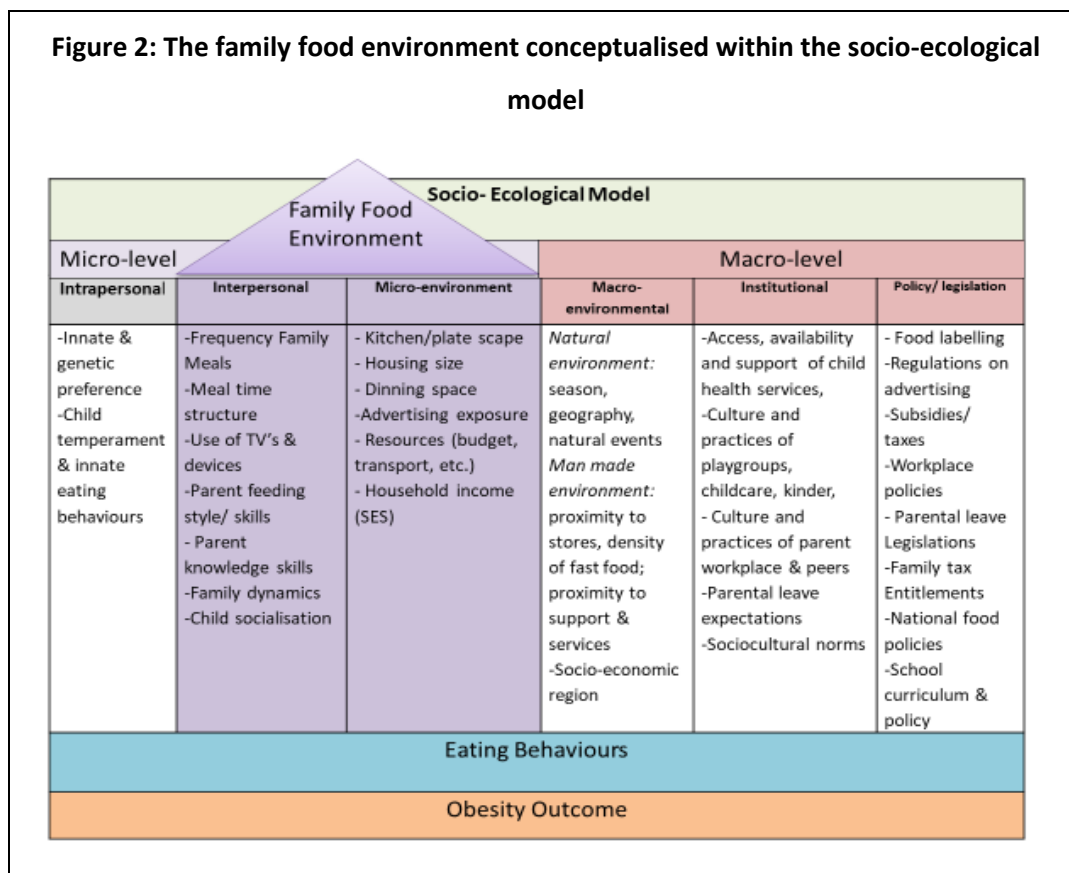 Figure 2: The family food environment conceptualised within the socio-ecological
model
Socio- Ecological Model
Family Food
Environment
Micro-level
Macro-level
Intrapersonal
Interpersonal
Micro-environment
Macro-
environmental
Institutional
Policy/ legislation
-Innate &
genetic
preference
-Child
temperament
& innate
eating
behaviours
-Frequency Family
Meals
-Meal time
structure
-Use of TV's &
devices
-Parent feeding
style/ skills
- Parent
knowledge skills
-Family dynamics
-Child socialisation
- Kitchen/plate scape
- Housing size
- Dinning space
-Advertising exposure
- Resources (budget,
transport, etc.)
- Household income
(SES)
Natural
environment:
season,
geography,
natural events
Man made
environment:
proximity to
stores, density
of fast food;
proximity to
support &
services
-Socio-economic
region
-Access, availability
and support of child
health services,
-Culture and
practices of
playgroups,
childcare, kinder,
- Culture and
practices of parent
workplace & peers
-Parental leave
expectations
-Sociocultural norms
- Food labelling
-Regulations on
advertising
-Subsidies/
taxes
-Workplace
policies
- Parental leave
Legislations
-Family tax
Entitlements
-National food
policies
-School
curriculum &
policy
Eating Behaviours
Obesity Outcome